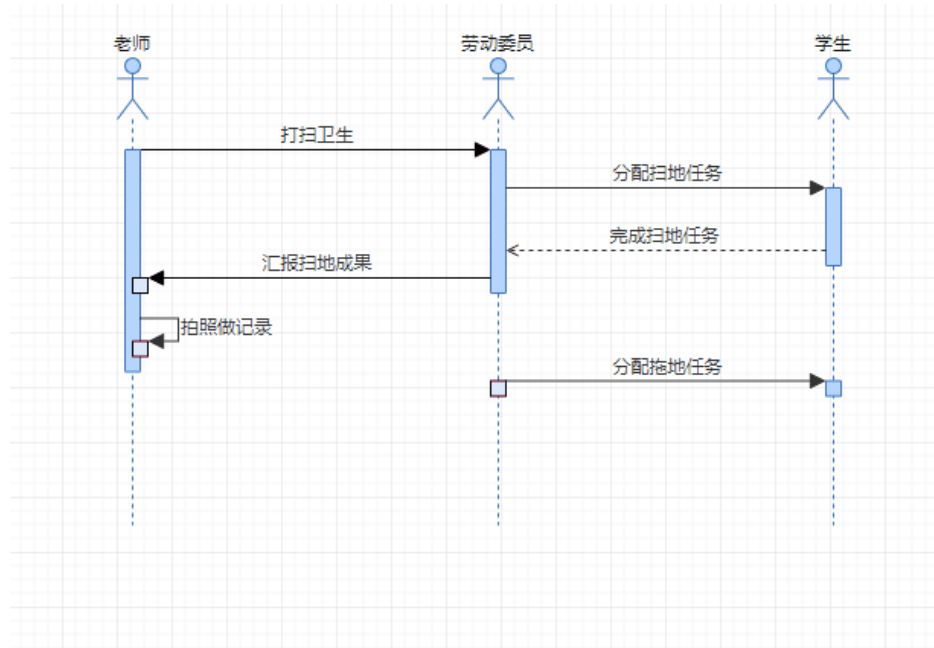 老师
劳动委员
学生
打扫卫生
分配扫地任务
完成扫地任务
汇报扫地成果
拍照做记录
分配拖地任务